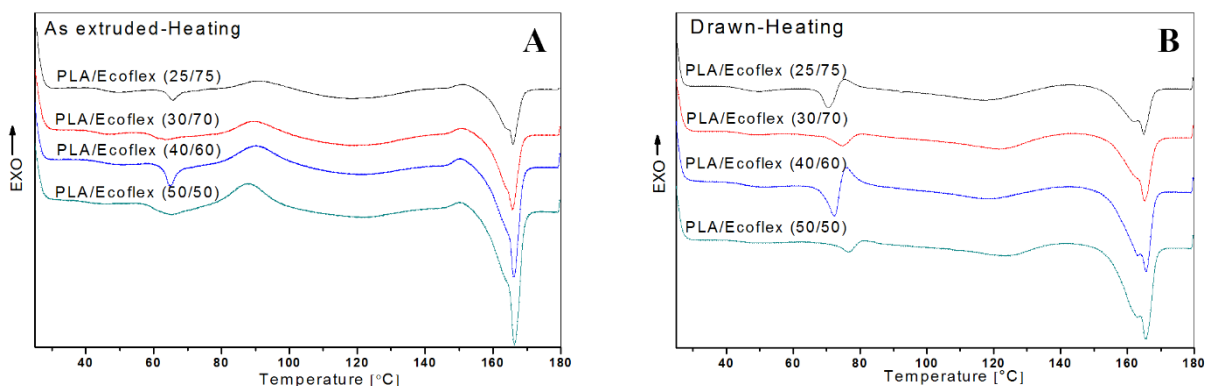 As extruded-Heating
A
PLA/Ecoflex (25/75)
PLA/Ecoflex (30/70)
PLA/Ecoflex (40/60)
PLA/Ecoflex (50/50)
EXO
40 60 80 100 120 140 160 180
Temperature [°C]
Drawn-Heating
B
PLA/Ecoflex (25/75)
PLA/Ecoflex (30/70)
PLA/Ecoflex (40/60)
PLA/Ecoflex (50/50)
EXO
40 60 80 100 120 140 160 180
Temperature [°C]